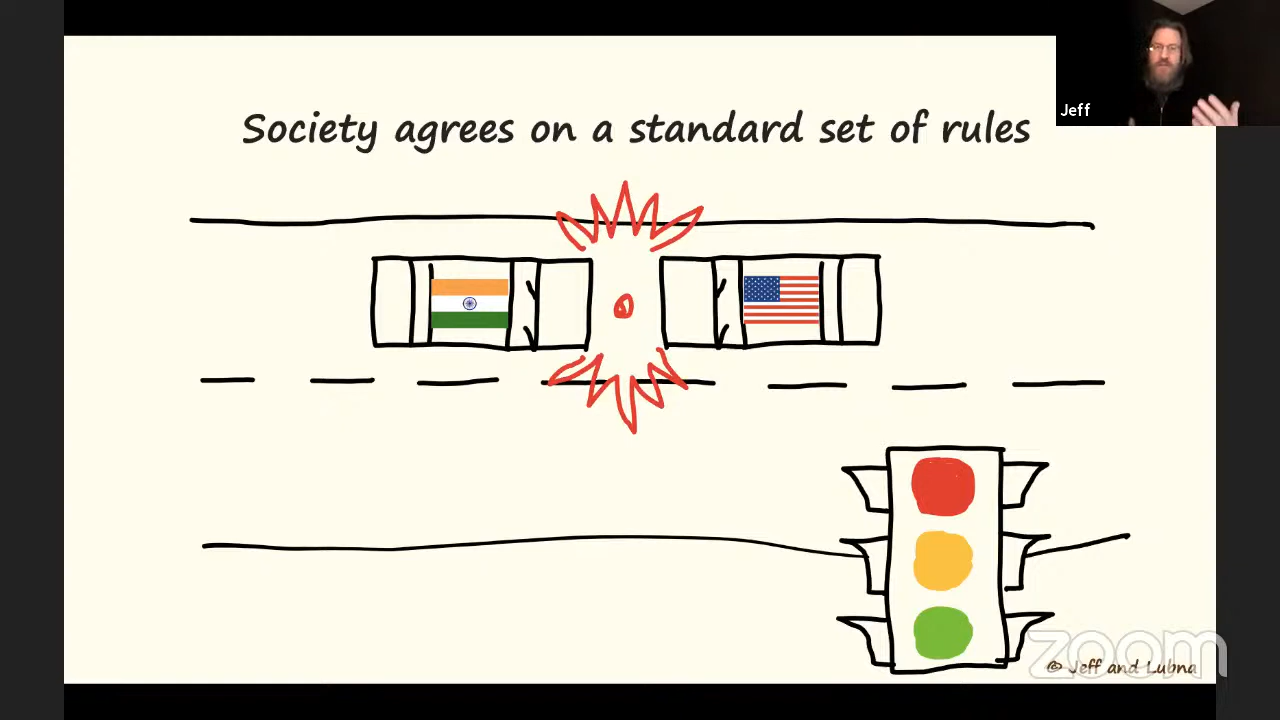 Jeff
Society agrees on a standard set of rules
zoom
© Jeff and Lubna